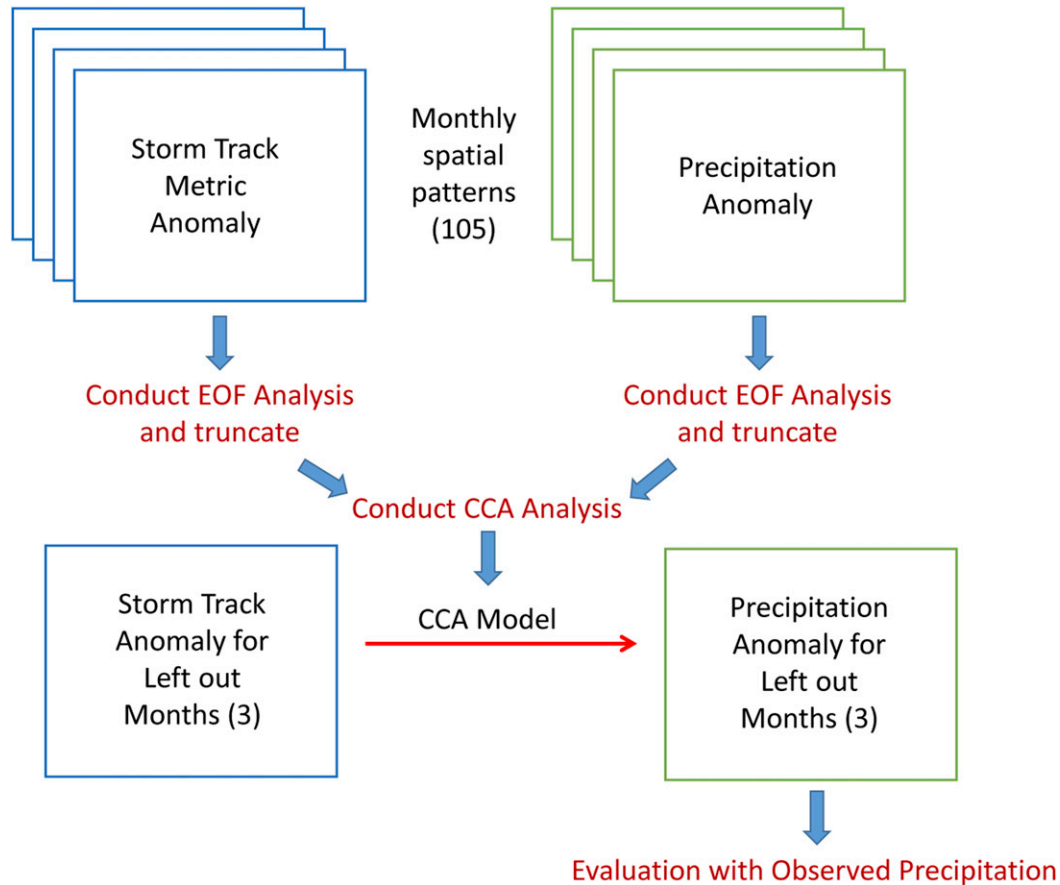 Storm Track
Metric
Anomaly
Monthly
spatial
patterns
(105)
Precipitation
Anomaly
Conduct EOF Analysis
and truncate
Conduct EOF Analysis
and truncate
Conduct CCA Analysis
Storm Track
Anomaly for
Left out
Months (3)
CCA Model
Precipitation
Anomaly for
Left out
Months (3)
Evaluation with Observed Precipitation